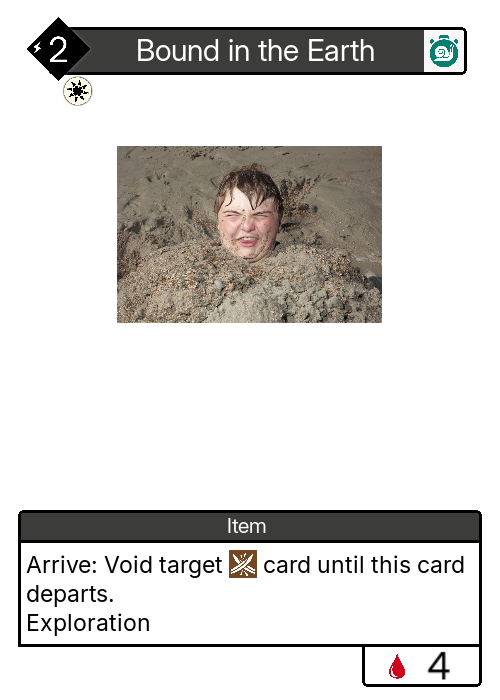 2
Bound in the Earth
Item
Arrive: Void target card until this card
departs.
Exploration
4